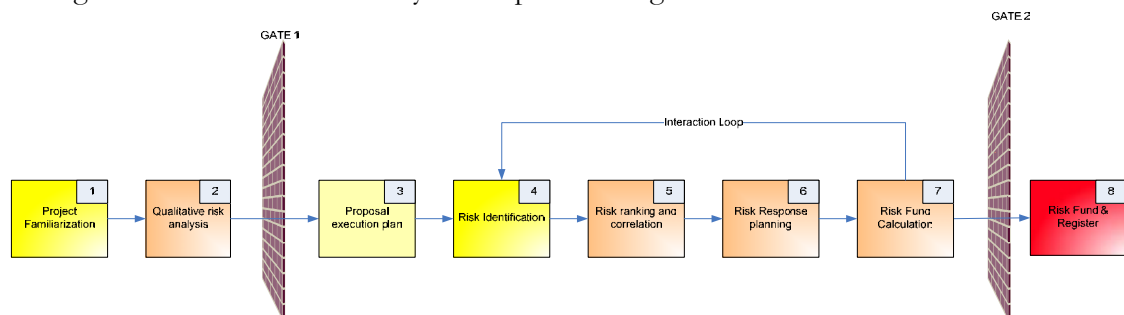 GATE 2
GATE 1
Interaction Loop
1
Project
Familiarization
2
Qualitative risk
analysis
3
Proposal
execution plan
4
Risk Identification
5
Risk ranking and
correlation
6
Risk Response
planning
7
Risk Fund
Calculation
8
Risk Fund &
Register